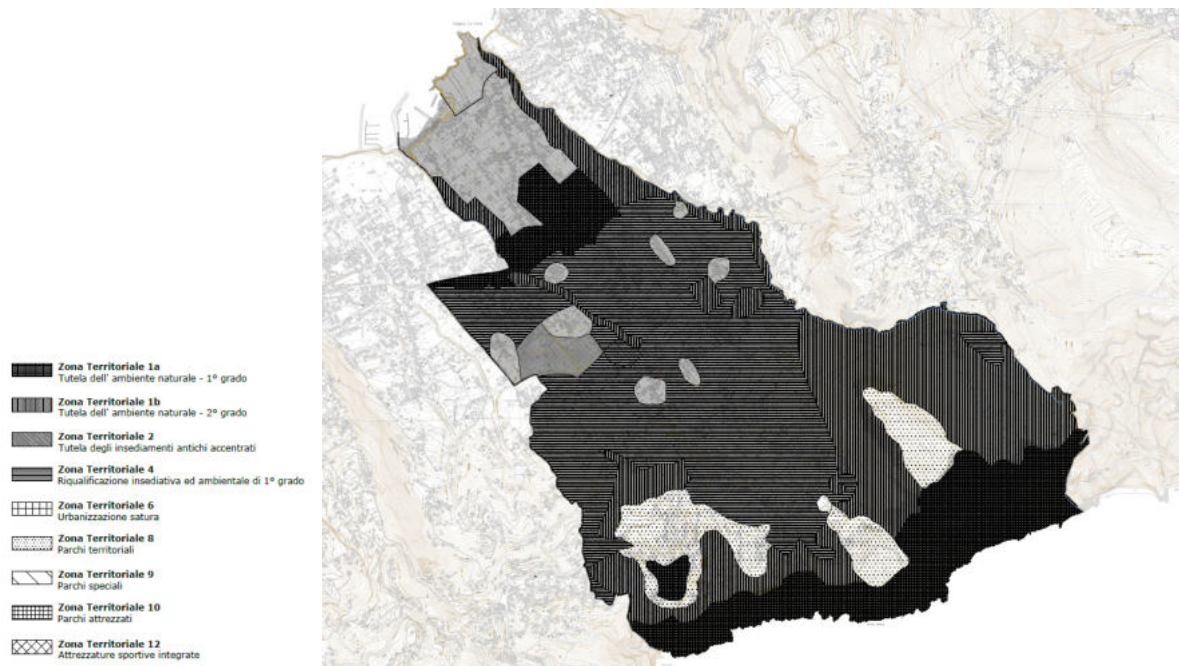 Zona Territoriale 1a
Tutela dell' ambiente naturale - 1° grado
Zona Territoriale 1b
Tutela dell' ambiente naturale - 2° grado
Zona Territoriale 2
Tutela degli insediamenti antichi accentrati
Zona Territoriale 4
Riqualificazione insediativa ed ambientale di 1° grado
Zona Territoriale 6
Urbanizzazione satura
Zona Territoriale 8
Parchi territoriali
Zona Territoriale 9
Parchi speciali
Zona Territoriale 10
Parchi attrezzati
Zona Territoriale 12
Attrezzature sportive integrate